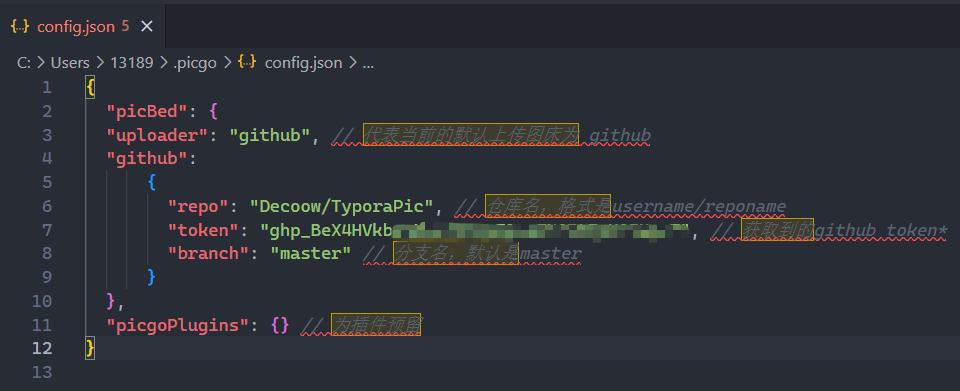 config.json 5 ×
C: > Users > 13189 > .picgo > config.json > ...
1 {
2 "picBed": {
3 "uploader": "github", // 代表当前的默认上传图床为 github
4 "github":
5 {
6 "repo": "Decoow/TyporaPic", // 仓库名，格式是username/reponame
7 "token": "ghp_BeX4HVkb ", // 获取到的github token*
8 "branch": "master" // 分支名，默认是master
9 }
10 },
11 "picgoPlugins": {} // 为插件预留
12 }
13